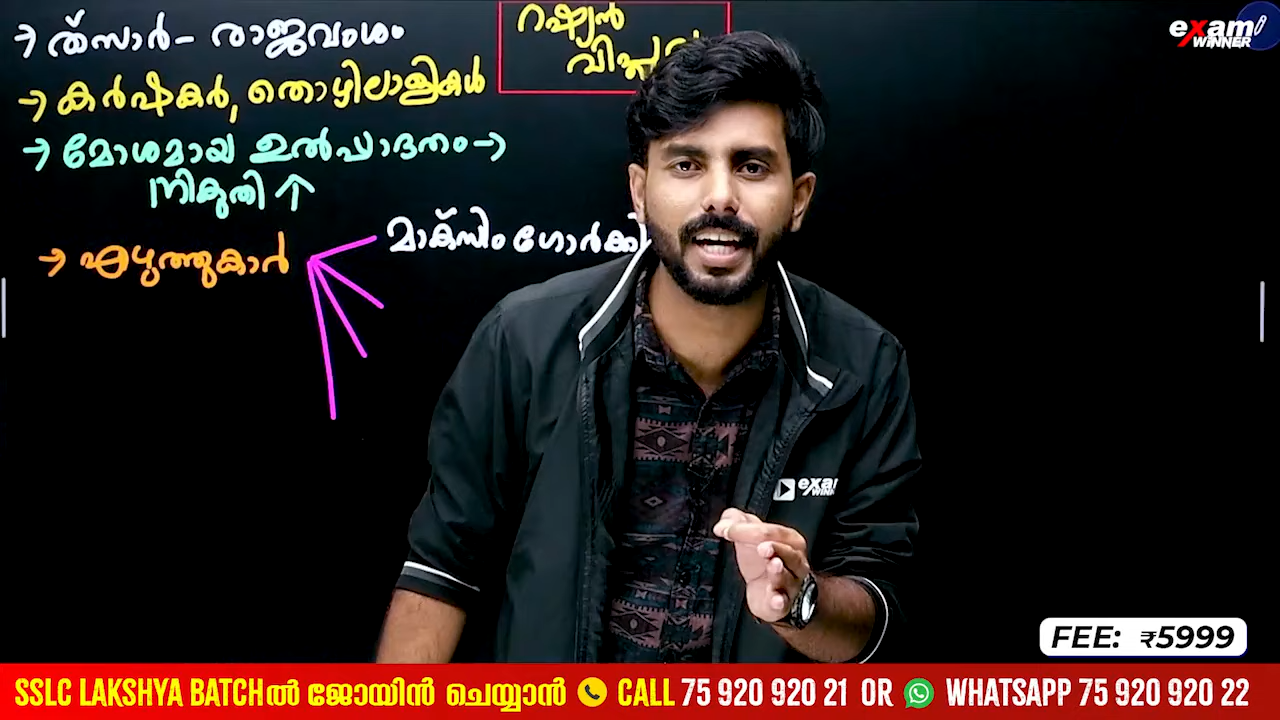 → ത്സാർ - രാജവംശം
റഷ്യൻ
→ കർഷകർ, തൊഴിലാളികൾ
→ മോശമായ ഉൽപ്പാദനം →
നികുതി ↑
→ എഴുത്തുകാർ
മാക്സിം ഗോർക്കി
exam
WINNER
exam
FEE: ₹5999
SSLC LAKSHYA BATCHൽ ജോയിൻ ചെയ്യാൻ CALL 75 920 920 21 OR WHATSAPP 75 920 920 22